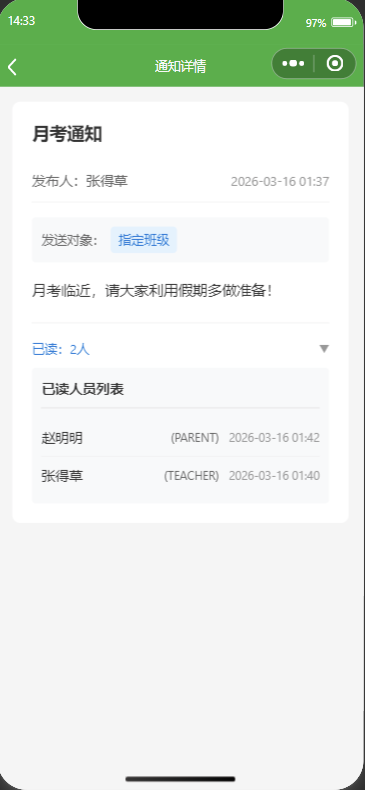 14:33
97%
通知详情
月考通知
发布人：张得草 2026-03-16 01:37
发送对象： 指定班级
月考临近，请大家利用假期多做准备！
已读：2人
已读人员列表
赵明明 (PARENT) 2026-03-16 01:42
张得草 (TEACHER) 2026-03-16 01:40